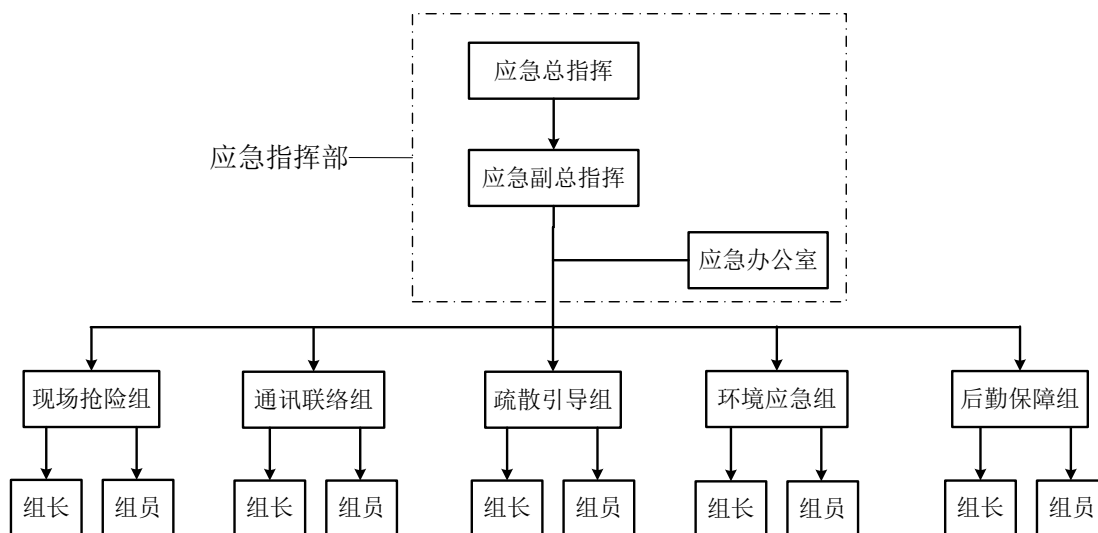 应急总指挥
应急指挥部
应急副总指挥
应急办公室
现场抢险组
通讯联络组
疏散引导组
环境应急组
后勤保障组
组长
组员
组长
组员
组长
组员
组长
组员
组长
组员